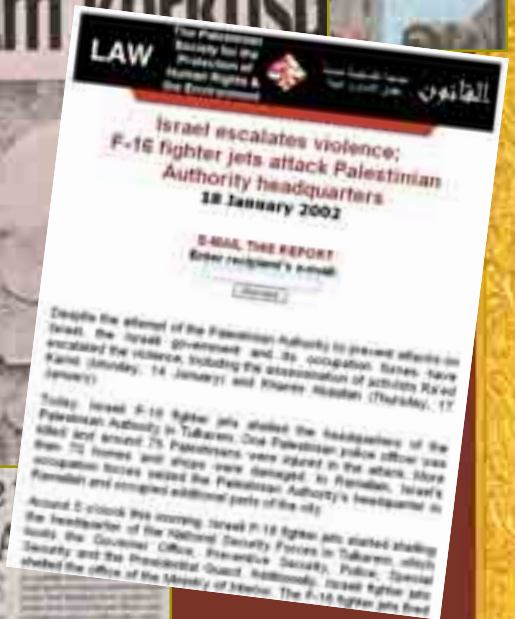 LAW
The Palestinian
Society for the
Protection of
Human Rights &
the Environment
القانون
Israel escalates violence;
F-16 fighter jets attack Palestinian
Authority headquarters
18 January 2002
E-MAIL THIS REPORT
Enter recipient's e-mail:
Despite the attempt of the Palestinian Authority to prevent attacks on
Israel, the Israeli government and its occupation forces have
escalated the violence, including the assassination of activists Ra'ed
Karmi (Monday, 14 January) and Khamis (Thursday, 17
January).
Today, Israeli F-16 fighter jets shelled the headquarters of the
Palestinian Authority in Tulkarem. One Palestinian police officer was
killed and around 75 Palestinians were injured in the attack. More
than 70 homes and shops were damaged. In Ramallah, Israel's
occupation forces seized the Palestinian Authority's headquarter in
Ramallah and occupied additional parts of the city.
Around 2 o'clock this morning, Israeli F-16 fighter jets started shelling
the headquarter of the National Security Forces in Tulkarem, which
hosts the Governor Office, Preventive Security, Police, Special
Security and the Presidential Guard. Additionally, Israeli fighter jets
shelled the office of the Ministry of Interior. The F-16 fighter jets fired